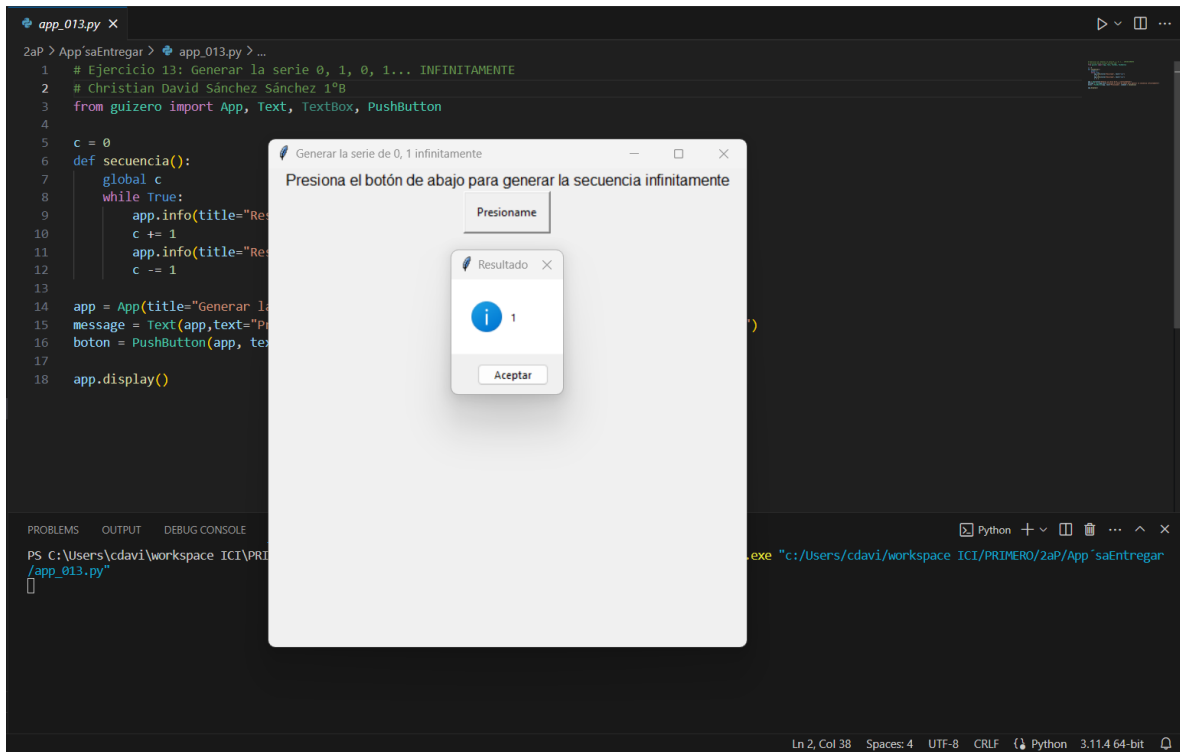 app_013.py
2aP > App´saEntregar > app_013.py > ...
1 # Ejercicio 13: Generar la serie 0, 1, 0, 1... INFINITAMENTE
2 # Christian David Sánchez Sánchez 1°B
3 from guizero import App, Text, TextBox, PushButton
4
5 c = 0
6 def secuencia():
7 global c
8 while True:
9 app.info(title="Res
10 c += 1
11 app.info(title="Res
12 c -= 1
13
14 app = App(title="Generar la
15 message = Text(app,text="Pr ")
16 boton = PushButton(app, tex
17
18 app.display()
Generar la serie de 0, 1 infinitamente
Presiona el botón de abajo para generar la secuencia infinitamente
Presioname
Resultado
1
Aceptar
PROBLEMS OUTPUT DEBUG CONSOLE Python
PS C:\Users\cdavi\workspace ICI\PRI .exe "c:/Users/cdavi/workspace ICI/PRIMERO/2aP/App´saEntregar
/app_013.py"
Ln 2, Col 38 Spaces: 4 UTF-8 CRLF Python 3.11.4 64-bit